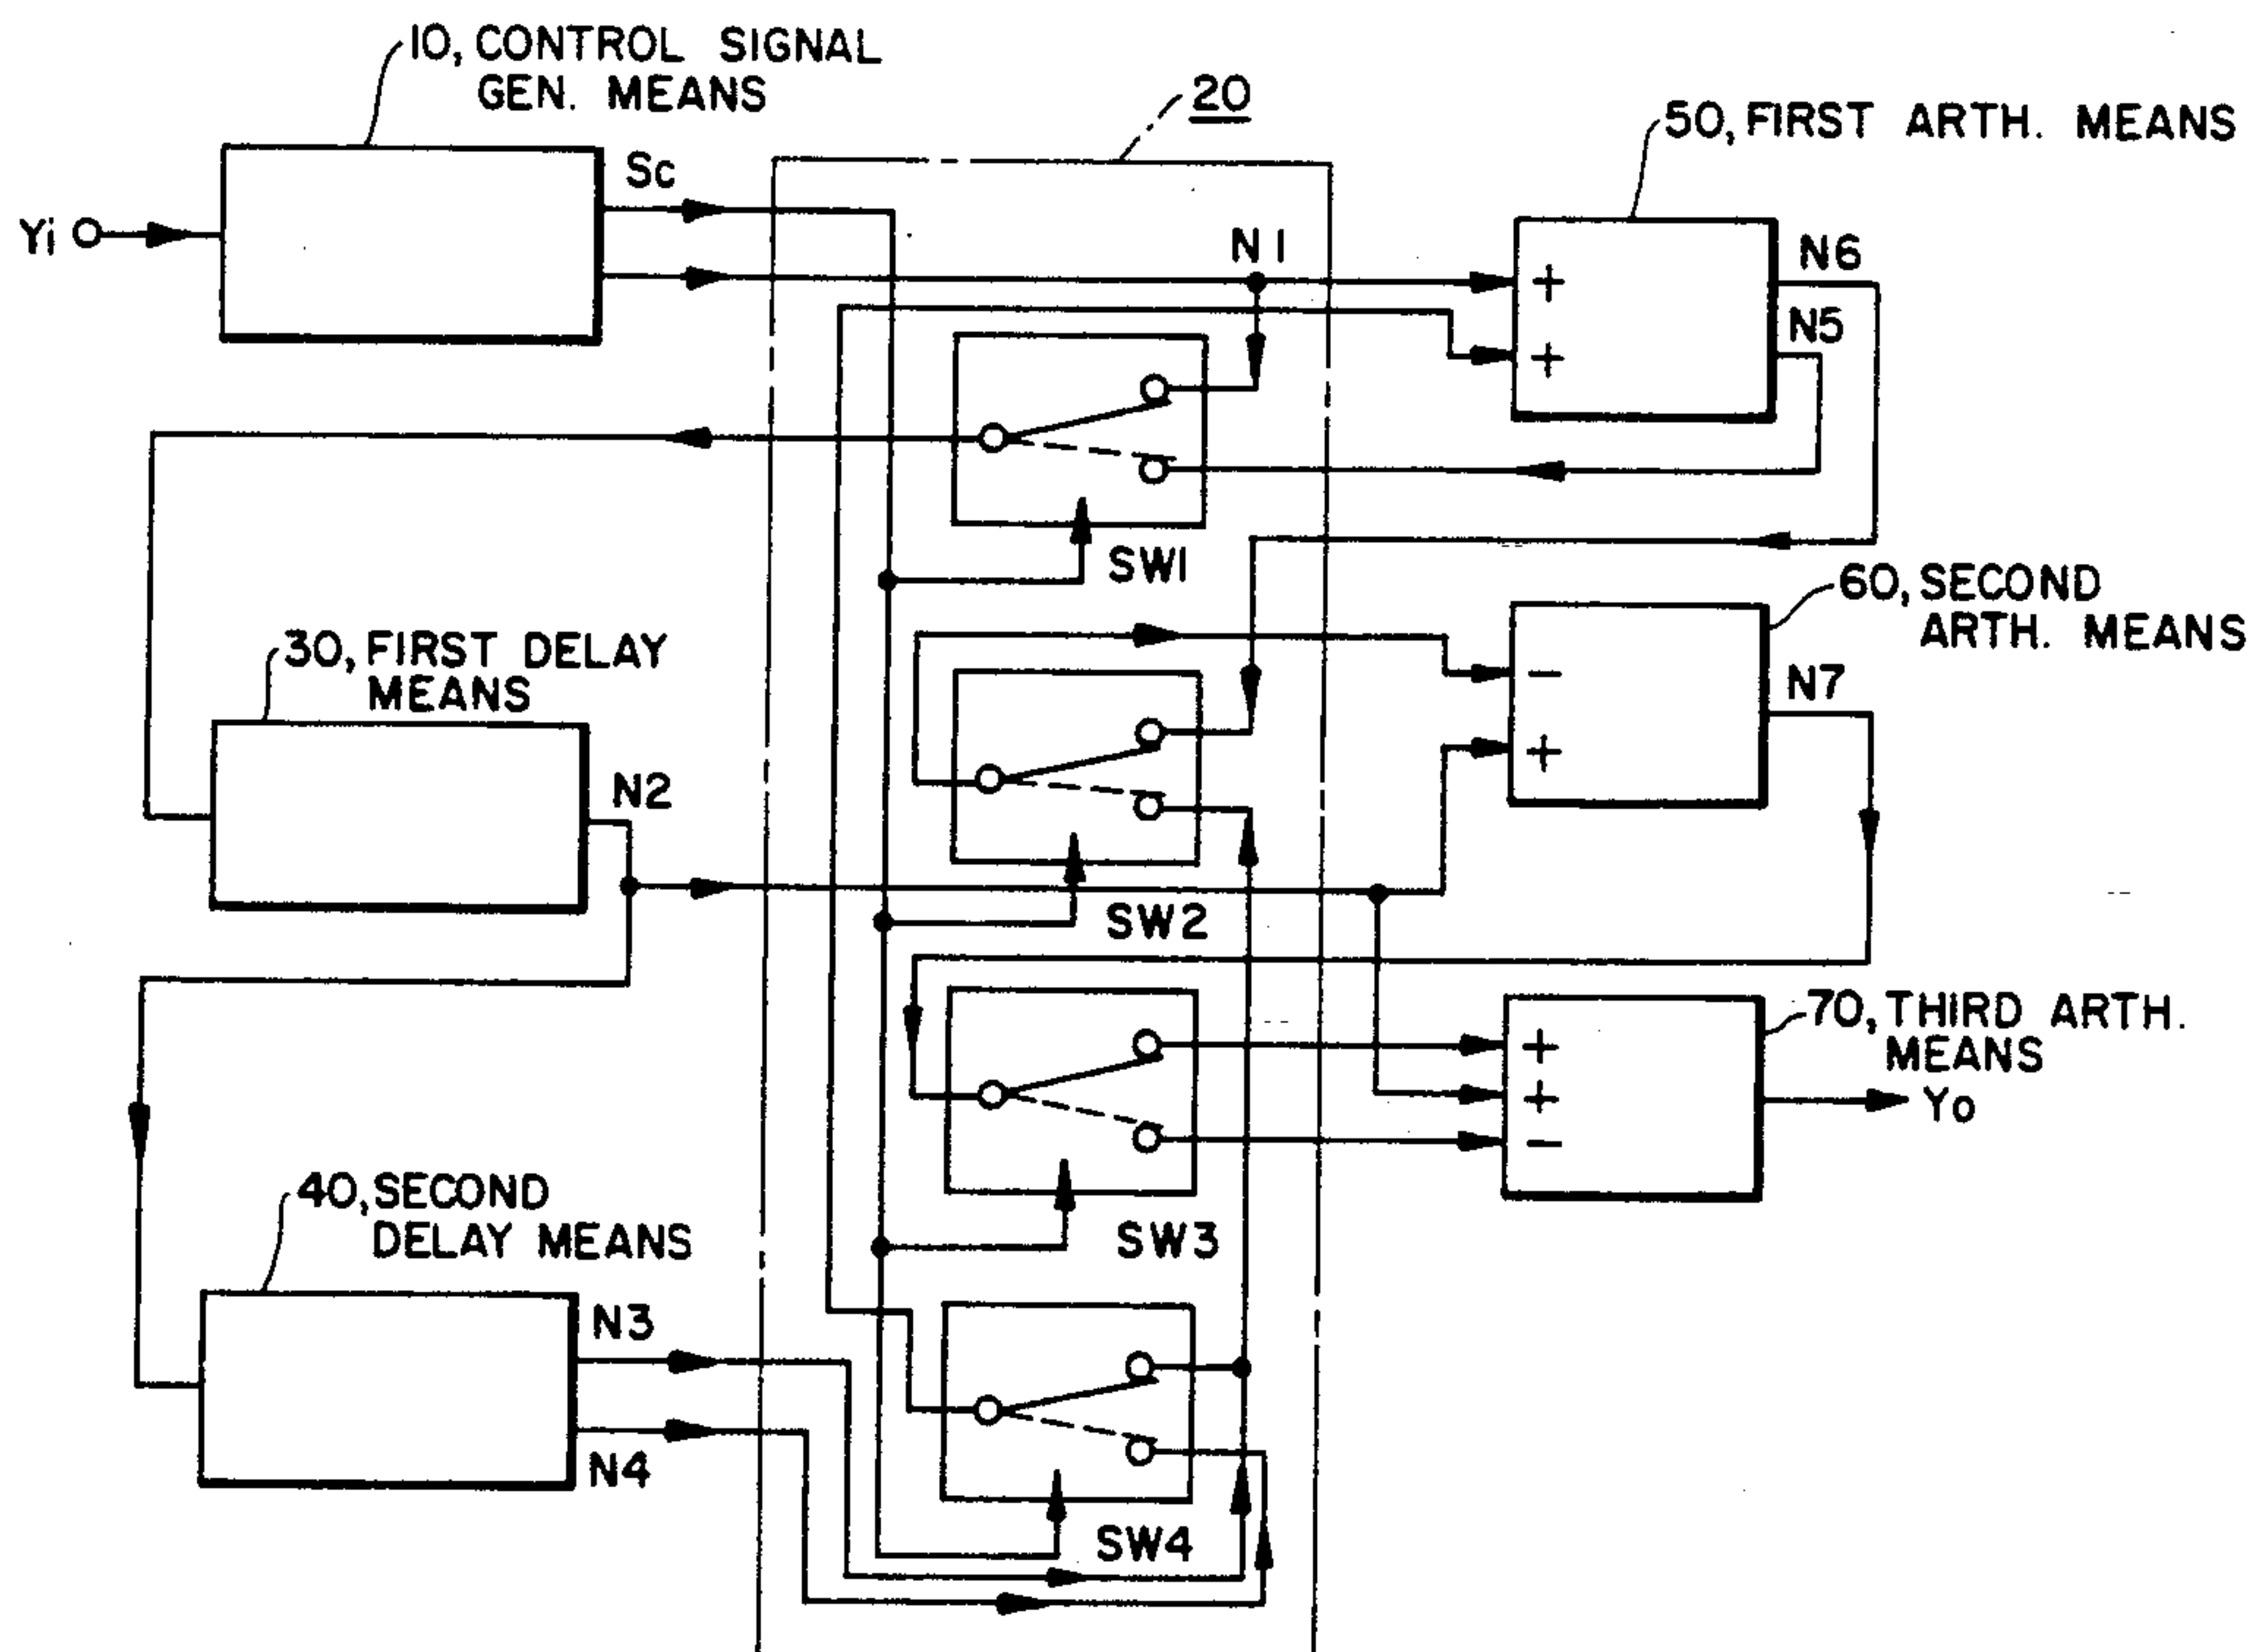 10, CONTROL SIGNAL
GEN. MEANS
20
50, FIRST ARTH. MEANS
Sc
Yi
N1
N6
+
N5
+
SW1
60, SECOND
ARTH. MEANS
30, FIRST DELAY
MEANS
−
N7
+
N2
SW2
70, THIRD ARTH.
MEANS
+
+
Yo
−
40, SECOND
DELAY MEANS
SW3
N3
N4
SW4